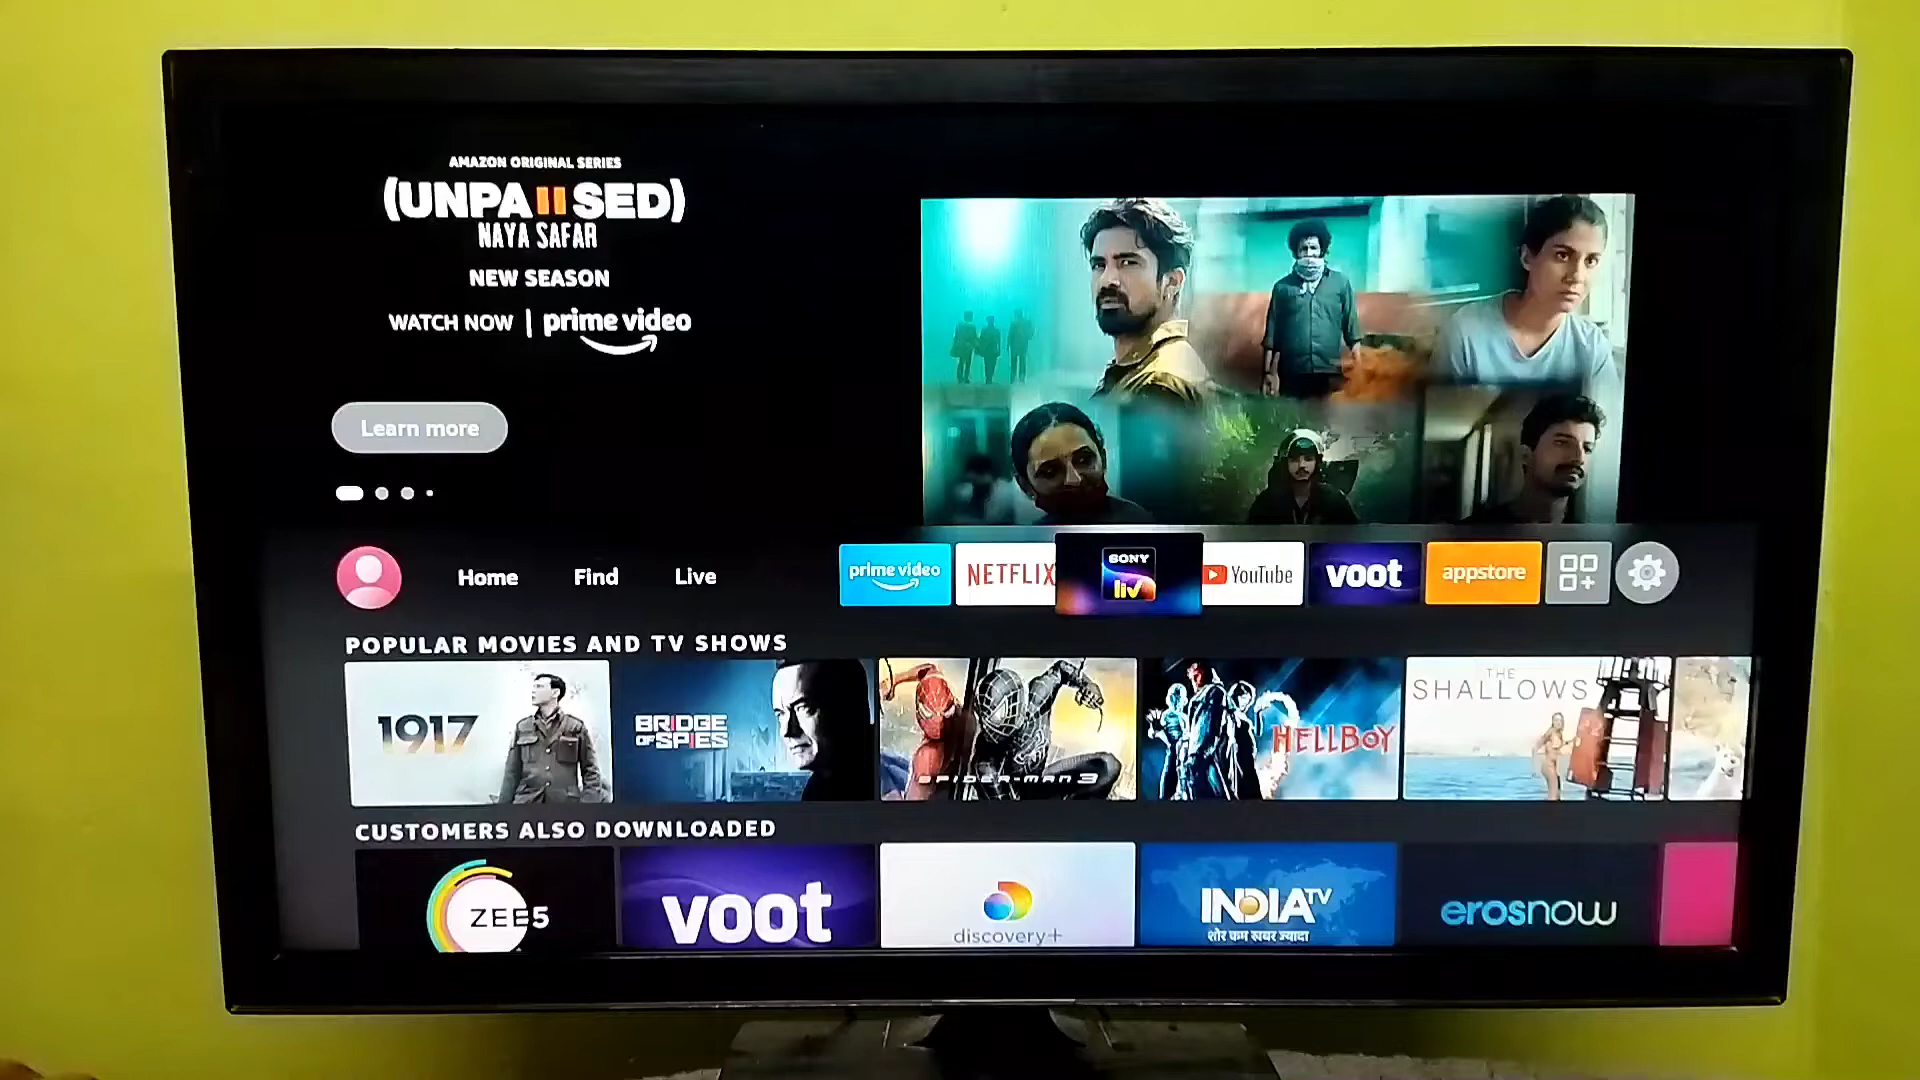 AMAZON ORIGINAL SERIES
(UNPAUSED)
NAYA SAFAR
NEW SEASON
WATCH NOW | prime video
Learn more
Home Find Live
prime video NETFLIX SONY liv YouTube voot appstore
POPULAR MOVIES AND TV SHOWS
1917
BRIDGE OF SPIES
SPIDER-MAN 3
HELLBOY
THE SHALLOWS
CUSTOMERS ALSO DOWNLOADED
ZEE5
voot
discovery+
INDIA TV
शोर कम खबर ज्यादा
erosnow